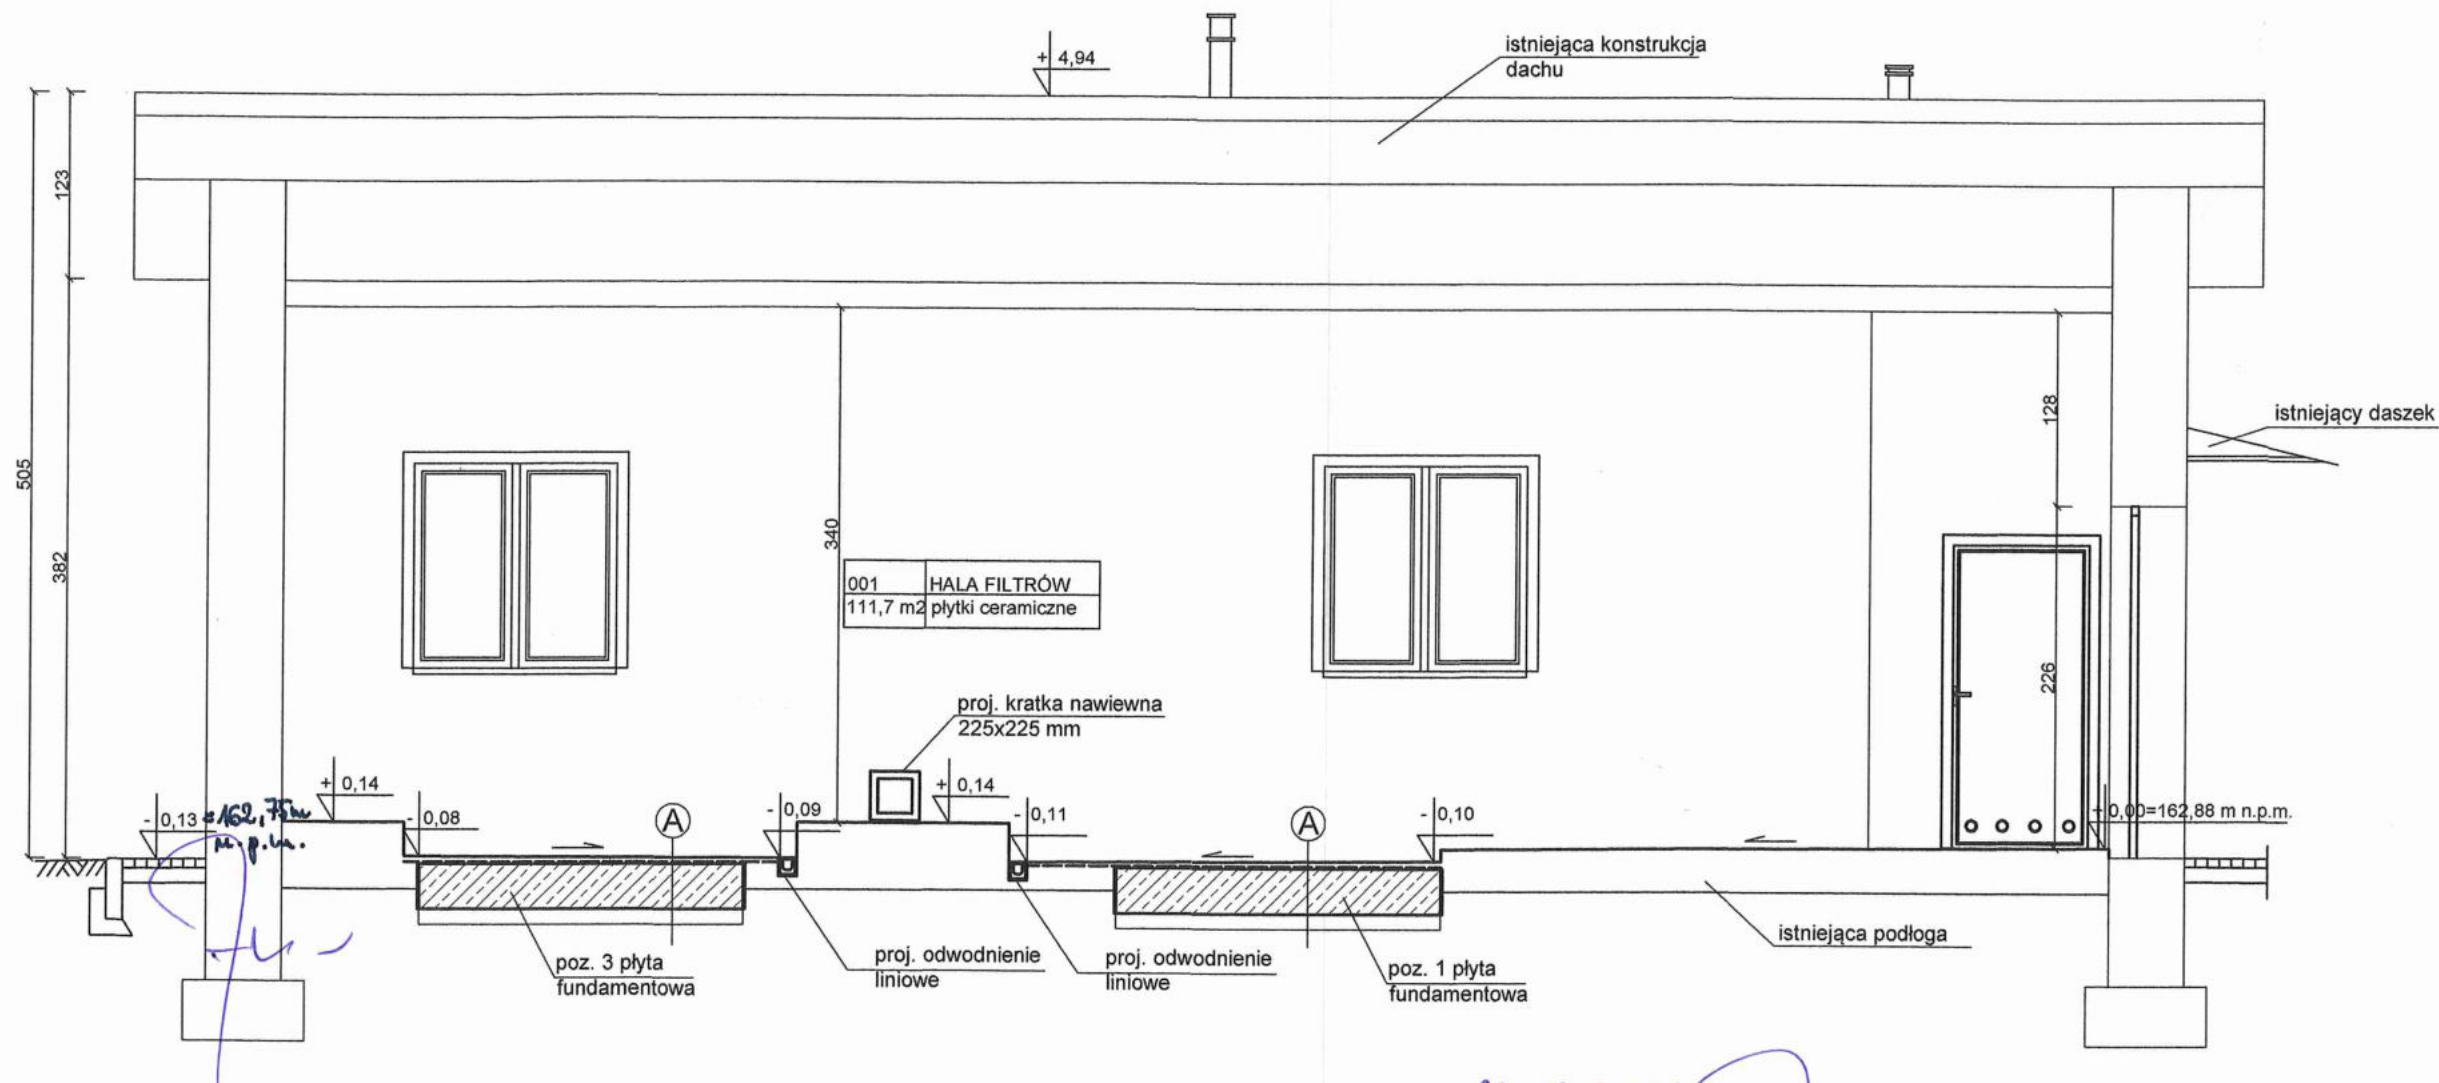 + 4,94
istniejąca konstrukcja
dachu
123
505
382
128
istniejący daszek
340
001 HALA FILTRÓW
111,7 m2 płytki ceramiczne
226
proj. kratka nawiewna
225x225 mm
+ 0,14
+ 0,14
- 0,13 =162,75m
n.p.m.
- 0,08
A
- 0,09
- 0,11
A
- 0,10
+ 0,00=162,88 m n.p.m.
poz. 3 płyta
fundamentowa
proj. odwodnienie
liniowe
proj. odwodnienie
liniowe
poz. 1 płyta
fundamentowa
istniejąca podłoga